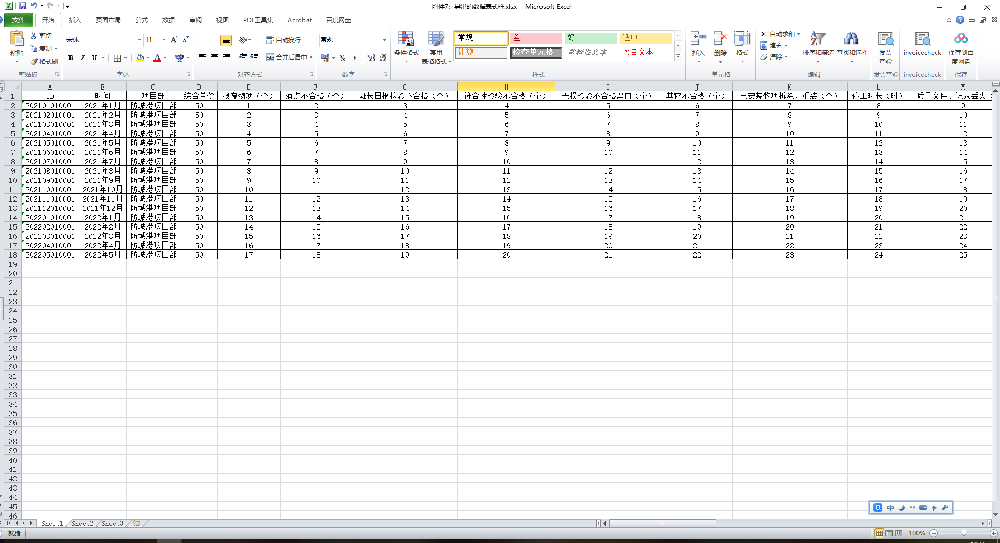 附件7：导出的数据表式样.xlsx - Microsoft Excel
文件 开始 插入 页面布局 公式 数据 审阅 视图 PDF工具集 Acrobat 百度网盘
粘贴 剪切 复制 格式刷 剪贴板
宋体 11 B I U 字体
自动换行 合并后居中 对齐方式
常规 % 数字
条件格式 套用表格格式 常规 差 好 适中 计算 检查单元格 解释性文本 警告文本 样式
插入 删除 格式 单元格
Σ 自动求和 填充 清除 排序和筛选 查找和选择 编辑
发票查验 发票查验 invoicecheck invoicecheck 保存到百度网盘 保存
A B C D E F G H I J K L M
1 ID 时间 项目部 综合单价 报废物项（个） 消点不合格（个） 班长日报检验不合格（个） 符合性检验不合格（个） 无损检验不合格焊口（个） 其它不合格（个） 已安装物项拆除、重装（个） 停工时长（时） 质量文件、记录丢失（
2 202101010001 2021年1月 防城港项目部 50 1 2 3 4 5 6 7 8 9
3 202102010001 2021年2月 防城港项目部 50 2 3 4 5 6 7 8 9 10
4 202103010001 2021年3月 防城港项目部 50 3 4 5 6 7 8 9 10 11
5 202104010001 2021年4月 防城港项目部 50 4 5 6 7 8 9 10 11 12
6 202105010001 2021年5月 防城港项目部 50 5 6 7 8 9 10 11 12 13
7 202106010001 2021年6月 防城港项目部 50 6 7 8 9 10 11 12 13 14
8 202107010001 2021年7月 防城港项目部 50 7 8 9 10 11 12 13 14 15
9 202108010001 2021年8月 防城港项目部 50 8 9 10 11 12 13 14 15 16
10 202109010001 2021年9月 防城港项目部 50 9 10 11 12 13 14 15 16 17
11 202110010001 2021年10月 防城港项目部 50 10 11 12 13 14 15 16 17 18
12 202111010001 2021年11月 防城港项目部 50 11 12 13 14 15 16 17 18 19
13 202112010001 2021年12月 防城港项目部 50 12 13 14 15 16 17 18 19 20
14 202201010001 2022年1月 防城港项目部 50 13 14 15 16 17 18 19 20 21
15 202202010001 2022年2月 防城港项目部 50 14 15 16 17 18 19 20 21 22
16 202203010001 2022年3月 防城港项目部 50 15 16 17 18 19 20 21 22 23
17 202204010001 2022年4月 防城港项目部 50 16 17 18 19 20 21 22 23 24
18 202205010001 2022年5月 防城港项目部 50 17 18 19 20 21 22 23 24 25
19
20
21
22
23
24
25
26
27
28
29
30
31
32
33
34
35
36
37
38
39
40
41
42
43
44
45
46
中
Sheet1 Sheet2 Sheet3
就绪 100%